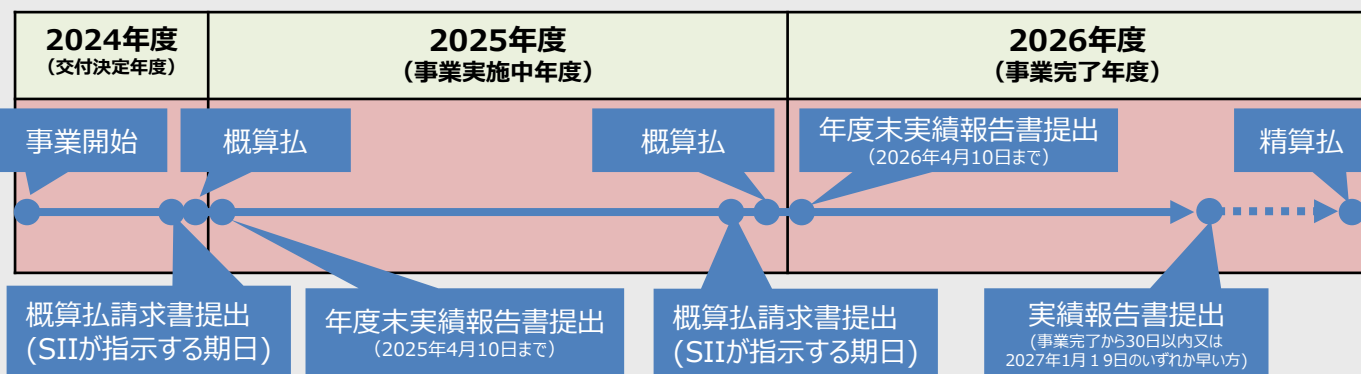 2024年度
（交付決定年度）
2025年度
（事業実施中年度）
2026年度
（事業完了年度）
事業開始
概算払
概算払
年度末実績報告書提出
（2026年4月10日まで）
精算払
概算払請求書提出
(SIIが指示する期日)
年度末実績報告書提出
（2025年4月10日まで）
概算払請求書提出
(SIIが指示する期日)
実績報告書提出
(事業完了から30日以内又は
2027年1月１９日のいずれか早い方)